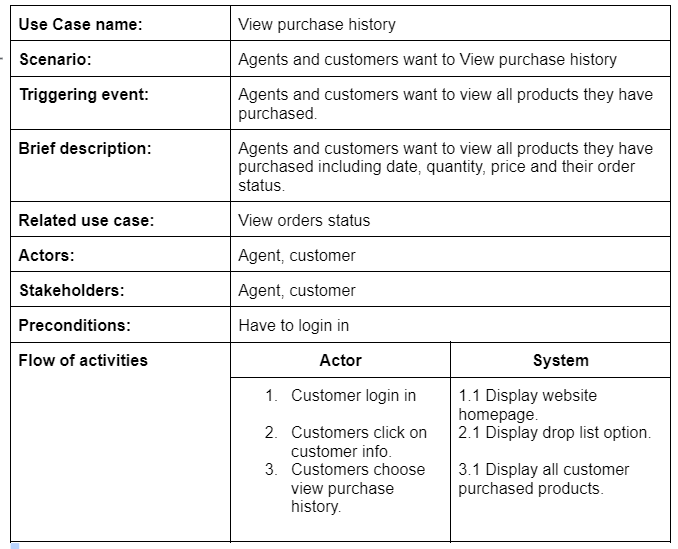 Use Case name: View purchase history
Scenario: Agents and customers want to View purchase history
Triggering event: Agents and customers want to view all products they have
purchased.
Brief description: Agents and customers want to view all products they have
purchased including date, quantity, price and their order
status.
Related use case: View orders status
Actors: Agent, customer
Stakeholders: Agent, customer
Preconditions: Have to login in
Flow of activities Actor System
1. Customer login in
2. Customers click on
customer info.
3. Customers choose
view purchase
history.
1.1 Display website
homepage.
2.1 Display drop list option.
3.1 Display all customer
purchased products.